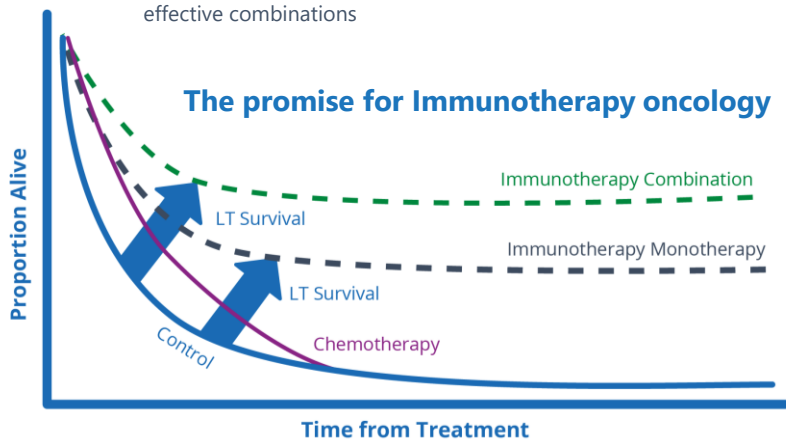 effective combinations
The promise for Immunotherapy oncology
Immunotherapy Combination
LT Survival
Immunotherapy Monotherapy
LT Survival
Chemotherapy
Control
Proportion Alive
Time from Treatment